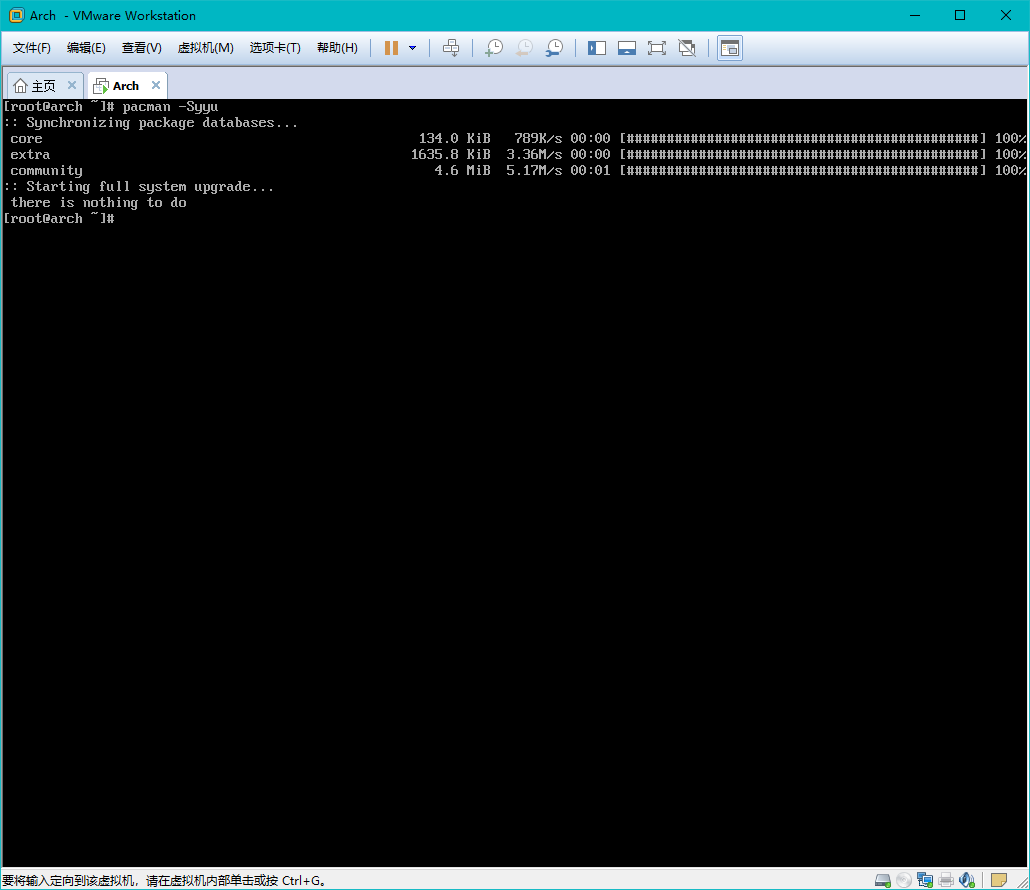 Arch - VMware Workstation
文件(F) 编辑(E) 查看(V) 虚拟机(M) 选项卡(T) 帮助(H)
主页 Arch
[root@arch ~]# pacman -Syyu
:: Synchronizing package databases...
core 134.0 KiB 789K/s 00:00 [############################################] 100%
extra 1635.8 KiB 3.36M/s 00:00 [############################################] 100%
community 4.6 MiB 5.17M/s 00:01 [############################################] 100%
:: Starting full system upgrade...
there is nothing to do
[root@arch ~]#
要将输入定向到该虚拟机，请在虚拟机内部单击或按 Ctrl+G。